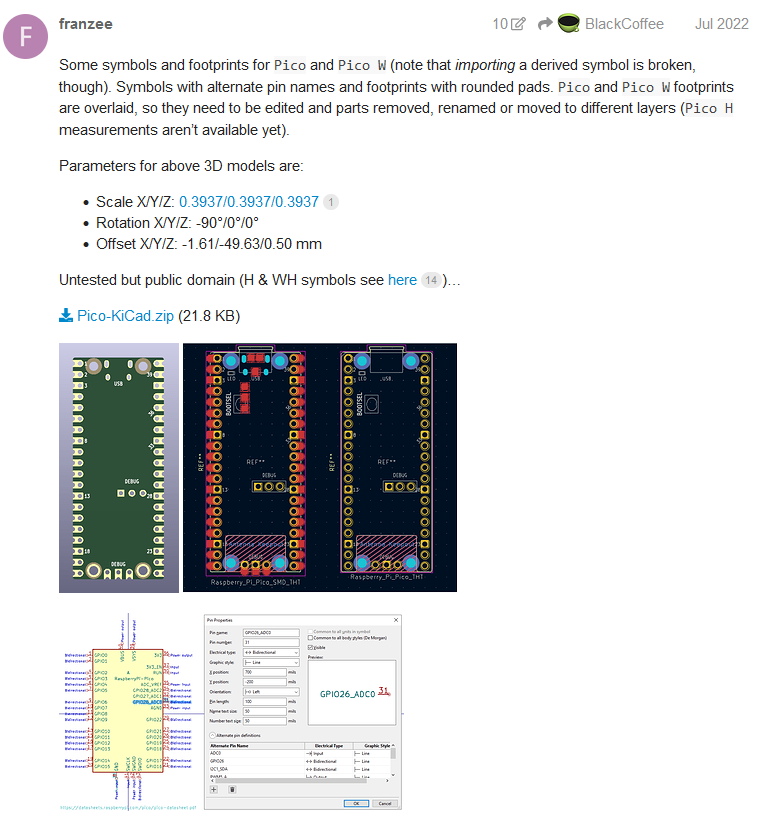 F
franzee
10
BlackCoffee
Jul 2022
Some symbols and footprints for Pico and Pico W (note that importing a derived symbol is broken,
though). Symbols with alternate pin names and footprints with rounded pads. Pico and Pico W footprints
are overlaid, so they need to be edited and parts removed, renamed or moved to different layers (Pico H
measurements aren’t available yet).
Parameters for above 3D models are:
• Scale X/Y/Z: 0.3937/0.3937/0.3937 1
• Rotation X/Y/Z: -90°/0°/0°
• Offset X/Y/Z: -1.61/-49.63/0.50 mm
Untested but public domain (H & WH symbols see here 14)…
Pico-KiCad.zip (21.8 KB)
USB
DEBUG
DEBUG
LED
USB
BOOTSEL
REF**
REF**
DEBUG
Raspberry_Pi_Pico_SMD_THT
LED
USB
BOOTSEL
REF**
REF**
DEBUG
Raspberry_Pi_Pico_THT
GPIO26_ADC0
Pin Properties
Pin name: GPIO26_ADC0
Pin number: 31
Electrical type: Bidirectional
Graphic style: Line
X position: 700 mils
Y position: -200 mils
Orientation: Left
Pin length: 100 mils
Name text size: 50 mils
Number text size: 50 mils
Common to all units in symbol
Common to all body styles (De Morgan)
Visible
Preview:
GPIO26_ADC0 31
Alternate pin definitions
Alternate Pin Name Electrical Type Graphic Style
ADC0 Input Line
GPIO26 Bidirectional Line
I2C1_SDA Bidirectional Line
OK Cancel